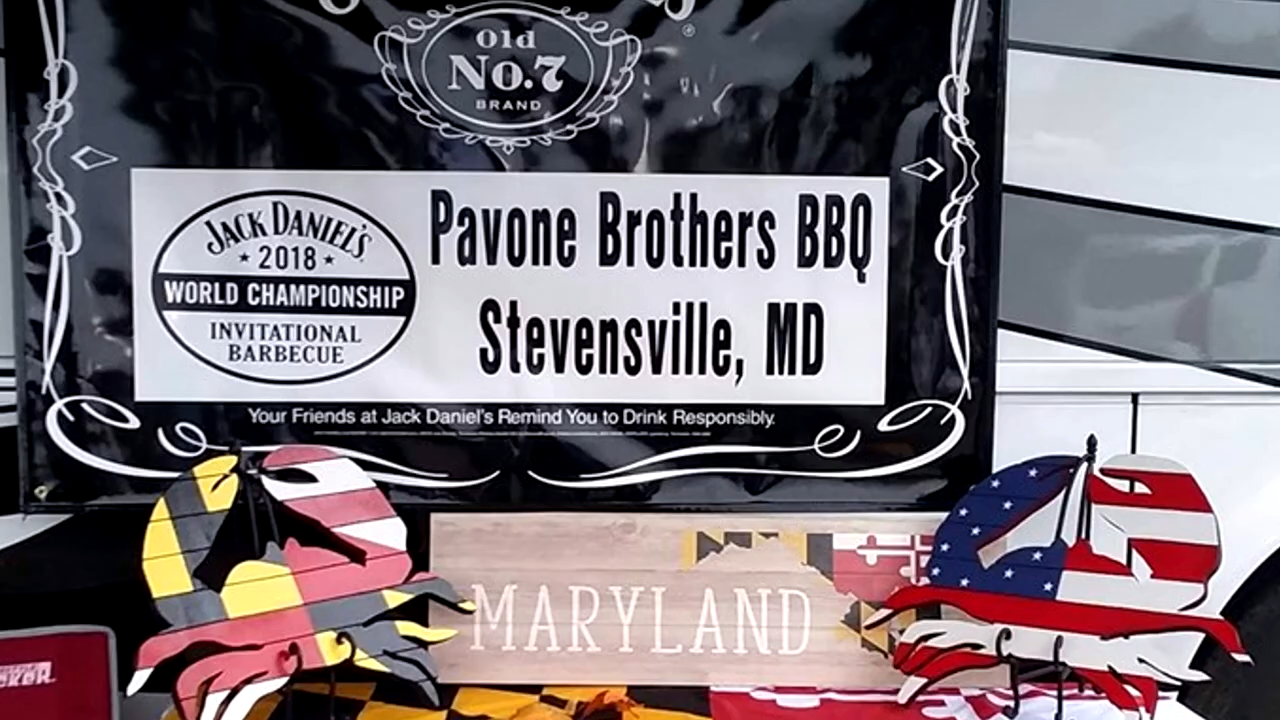 Old
No.7
BRAND
®
JACK DANIEL'S
2018
WORLD CHAMPIONSHIP
INVITATIONAL
BARBECUE
Pavone Brothers BBQ
Stevensville, MD
Your Friends at Jack Daniel's Remind You to Drink Responsibly.
MARYLAND